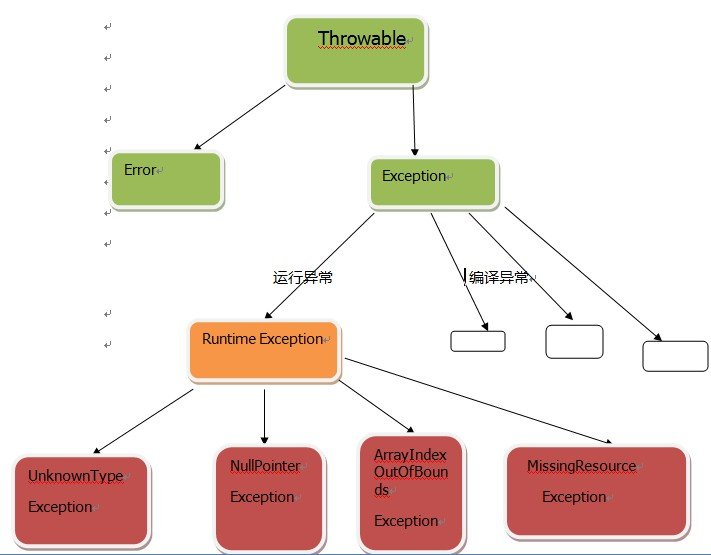 Throwable
Error
Exception
运行异常
编译异常
Runtime Exception
UnknownType
Exception
NullPointer
Exception
ArrayIndex
OutOfBoun
ds
Exception
MissingResource
Exception